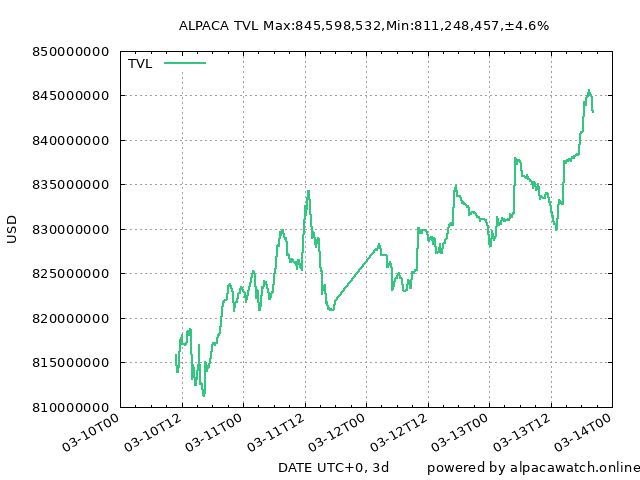 ALPACA TVL Max:845,598,532,Min:811,248,457,±4.6%
TVL
850000000
845000000
840000000
835000000
830000000
825000000
820000000
815000000
810000000
USD
03-10T00
03-10T12
03-11T00
03-11T12
03-12T00
03-12T12
03-13T00
03-13T12
03-14T00
DATE UTC+0, 3d
powered by alpacawatch.online